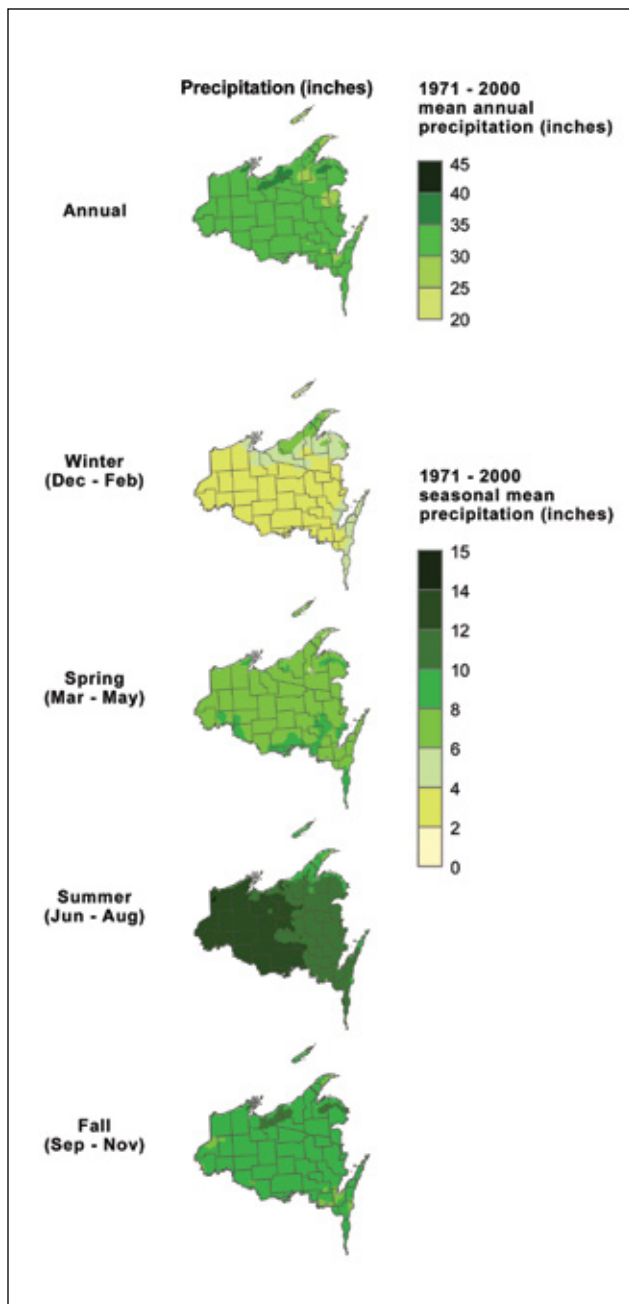 Precipitation (inches)
1971 - 2000
mean annual
precipitation (inches)
45
40
35
30
25
20
Annual
Winter
(Dec - Feb)
1971 - 2000
seasonal mean
precipitation (inches)
15
14
12
10
8
6
4
2
0
Spring
(Mar - May)
Summer
(Jun - Aug)
Fall
(Sep - Nov)